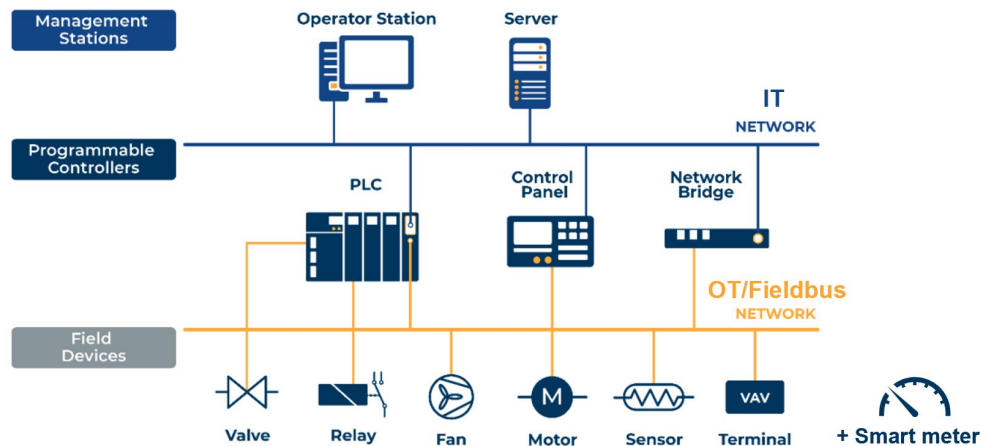 Management
Stations
Operator Station
Server
IT
NETWORK
Programmable
Controllers
PLC
Control
Panel
Network
Bridge
OT/Fieldbus
NETWORK
Field
Devices
M
VAV
Valve
Relay
Fan
Motor
Sensor
Terminal
+ Smart meter